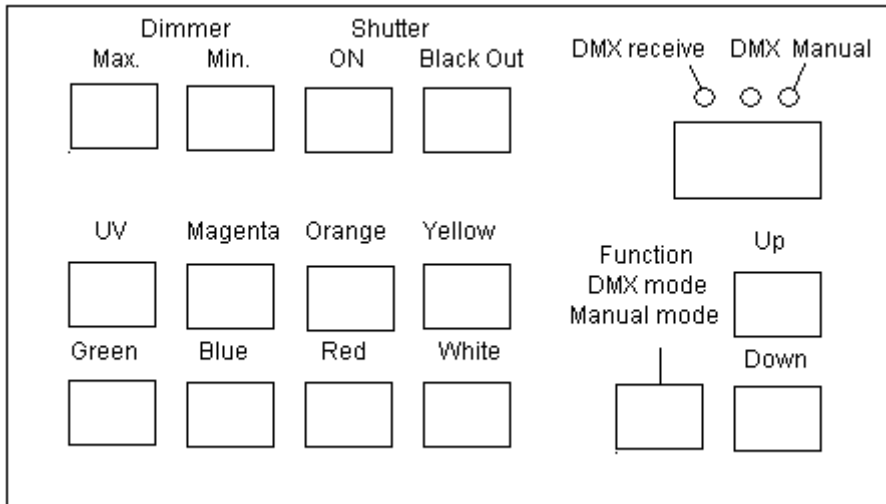 Dimmer Shutter
Max. Min. ON Black Out
DMX receive DMX Manual
UV Magenta Orange Yellow
Green Blue Red White
Function
DMX mode
Manual mode
Up
Down